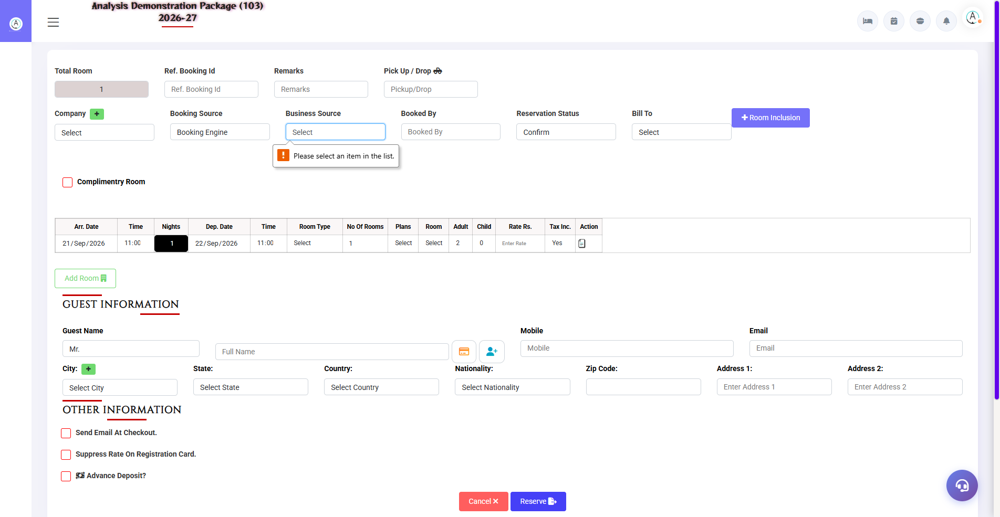 Analysis Demonstration Package (103)
2026-27
Total Room
Ref. Booking Id
Remarks
Pick Up / Drop
1
Ref. Booking Id
Remarks
Pickup/Drop
Company
Booking Source
Business Source
Booked By
Reservation Status
Bill To
Room Inclusion
Select
Booking Engine
Select
Booked By
Confirm
Select
Please select an item in the list.
Complimentry Room
Arr. Date Time Nights Dep. Date Time Room Type No Of Rooms Plans Room Adult Child Rate Rs. Tax Inc. Action
21/Sep/2026 11:00 1 22/Sep/2026 11:00 Select 1 Select Select 2 0 Enter Rate Yes
Add Room
GUEST INFORMATION
Guest Name
Mobile
Email
Mr.
Full Name
Mobile
Email
City:
State:
Country:
Nationality:
Zip Code:
Address 1:
Address 2:
Select City
Select State
Select Country
Select Nationality
Enter Address 1
Enter Address 2
OTHER INFORMATION
Send Email At Checkout.
Suppress Rate On Registration Card.
Advance Deposit?
Cancel
Reserve